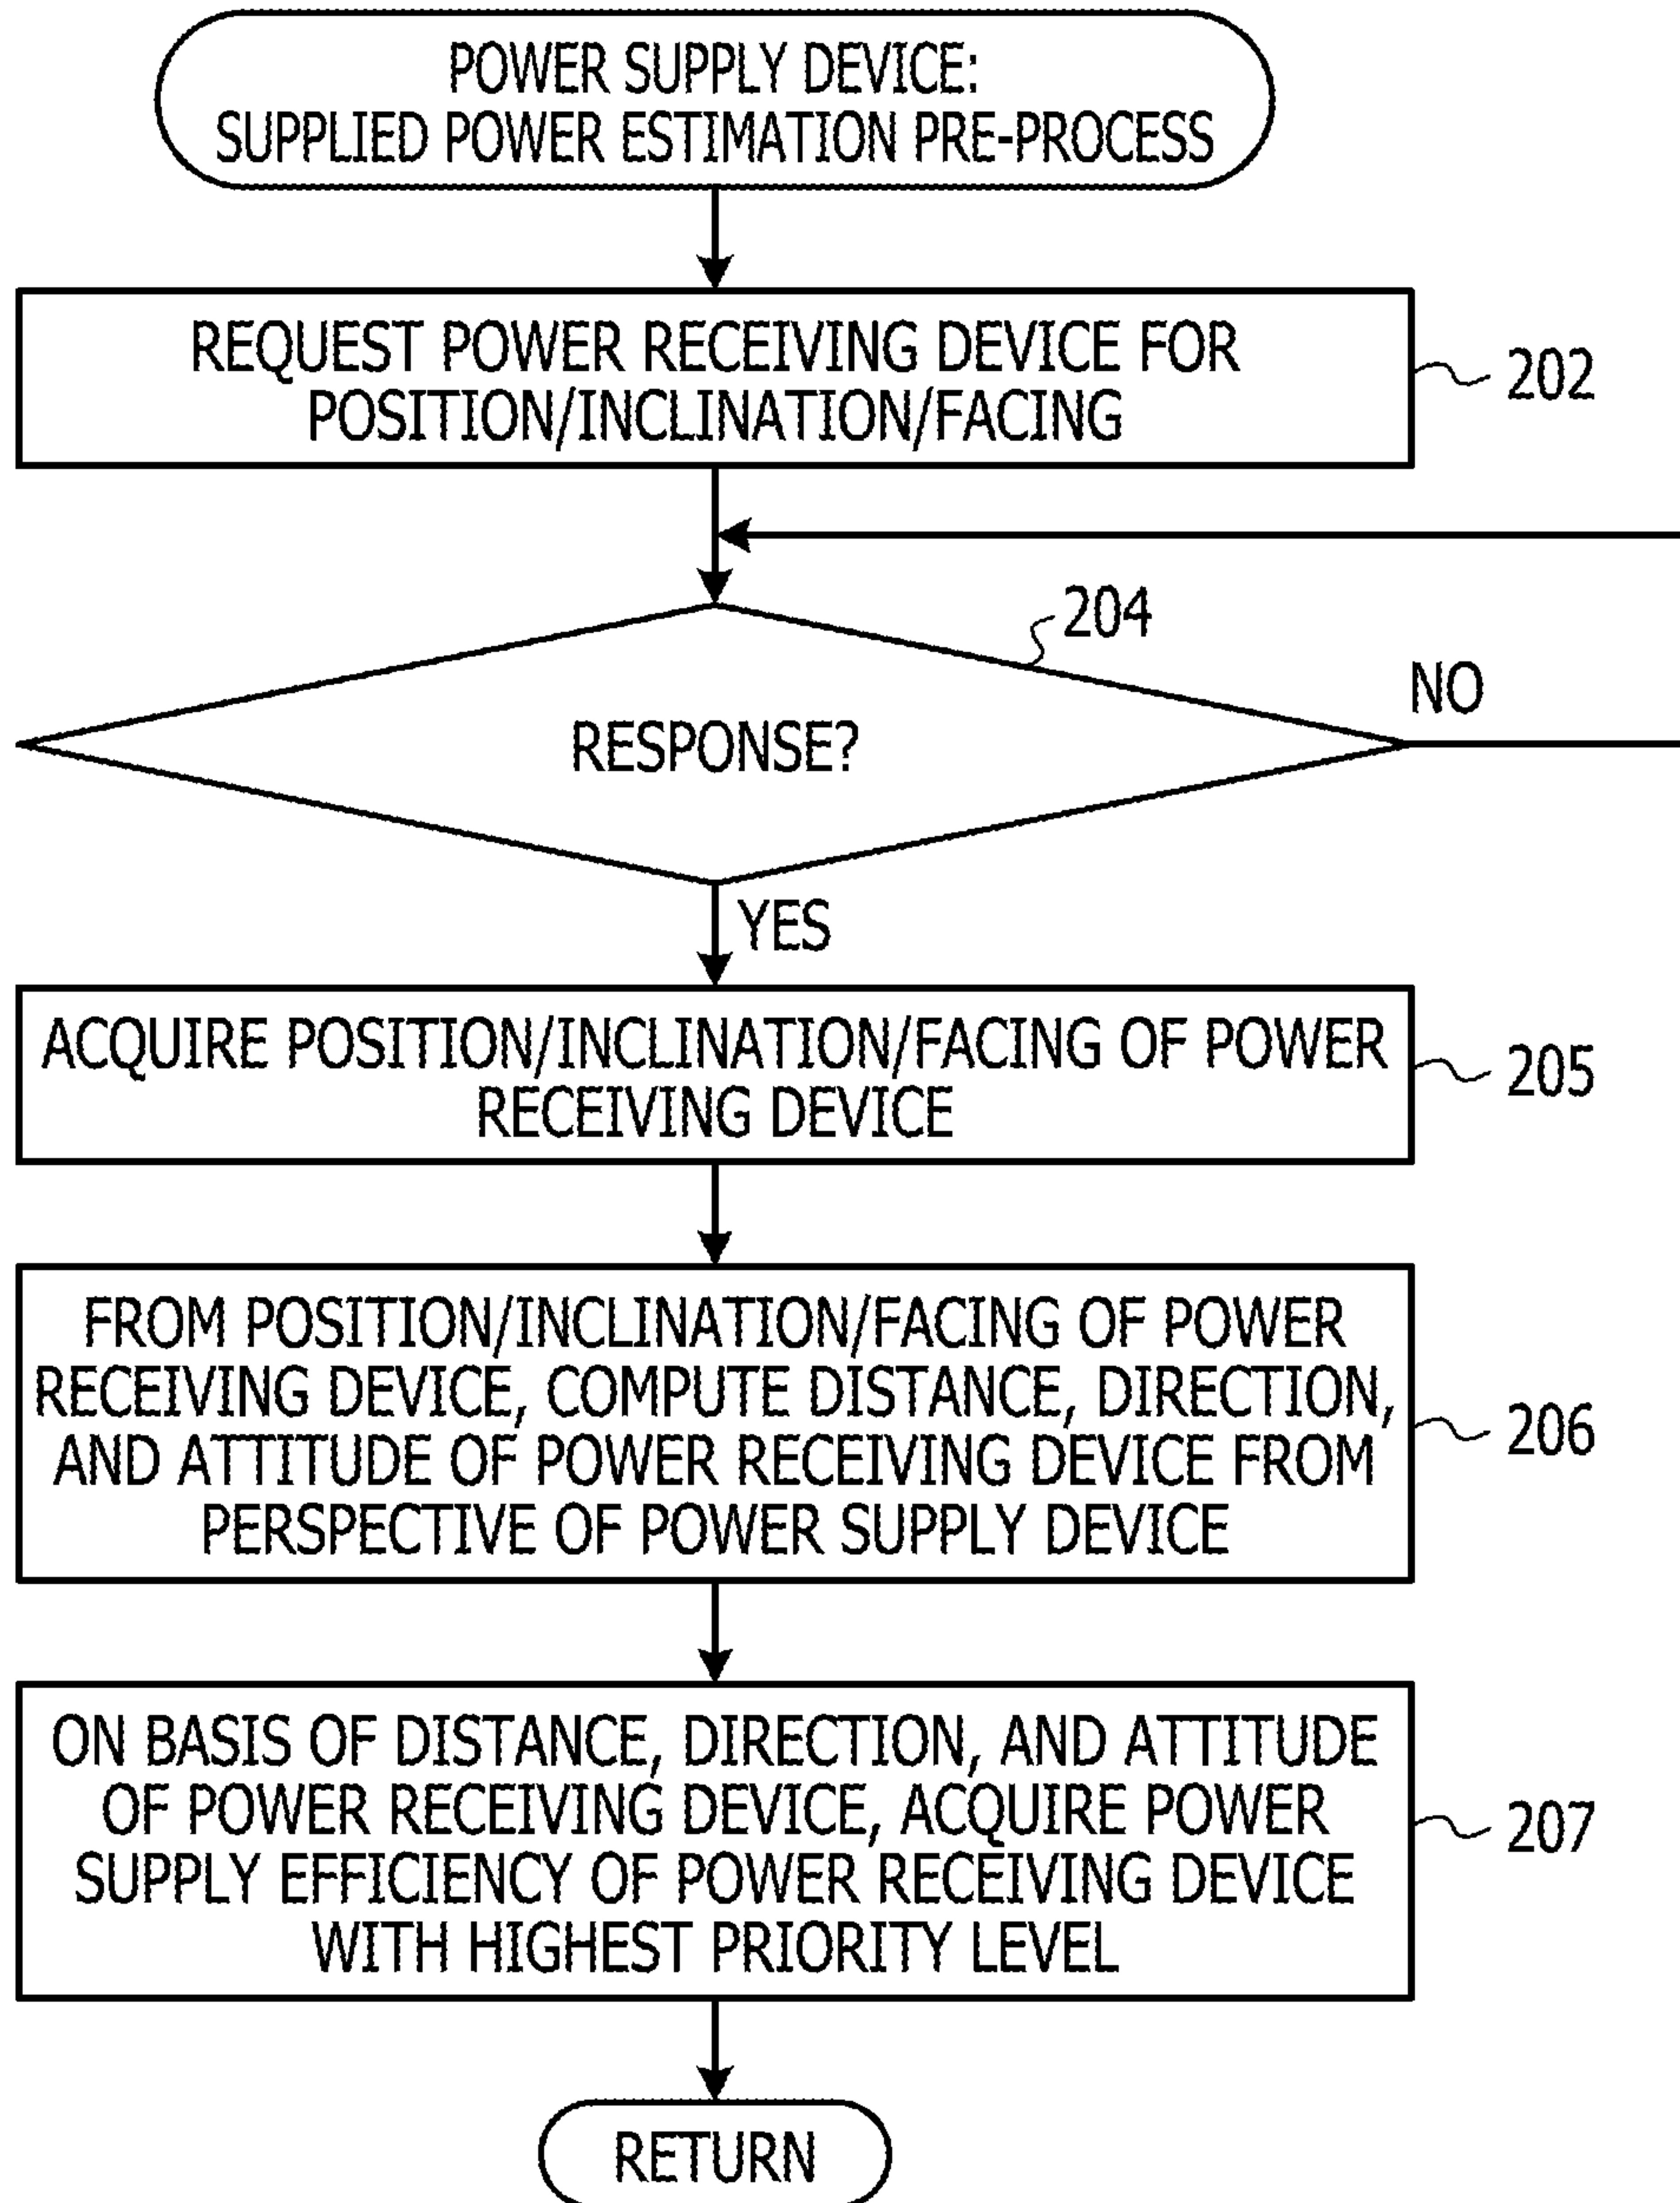 POWER SUPPLY DEVICE:
SUPPLIED POWER ESTIMATION PRE-PROCESS
REQUEST POWER RECEIVING DEVICE FOR
POSITION/INCLINATION/FACING
202
204
NO
RESPONSE?
YES
ACQUIRE POSITION/INCLINATION/FACING OF POWER
RECEIVING DEVICE
205
FROM POSITION/INCLINATION/FACING OF POWER
RECEIVING DEVICE, COMPUTE DISTANCE, DIRECTION,
AND ATTITUDE OF POWER RECEIVING DEVICE FROM
PERSPECTIVE OF POWER SUPPLY DEVICE
206
ON BASIS OF DISTANCE, DIRECTION, AND ATTITUDE
OF POWER RECEIVING DEVICE, ACQUIRE POWER
SUPPLY EFFICIENCY OF POWER RECEIVING DEVICE
WITH HIGHEST PRIORITY LEVEL
207
RETURN